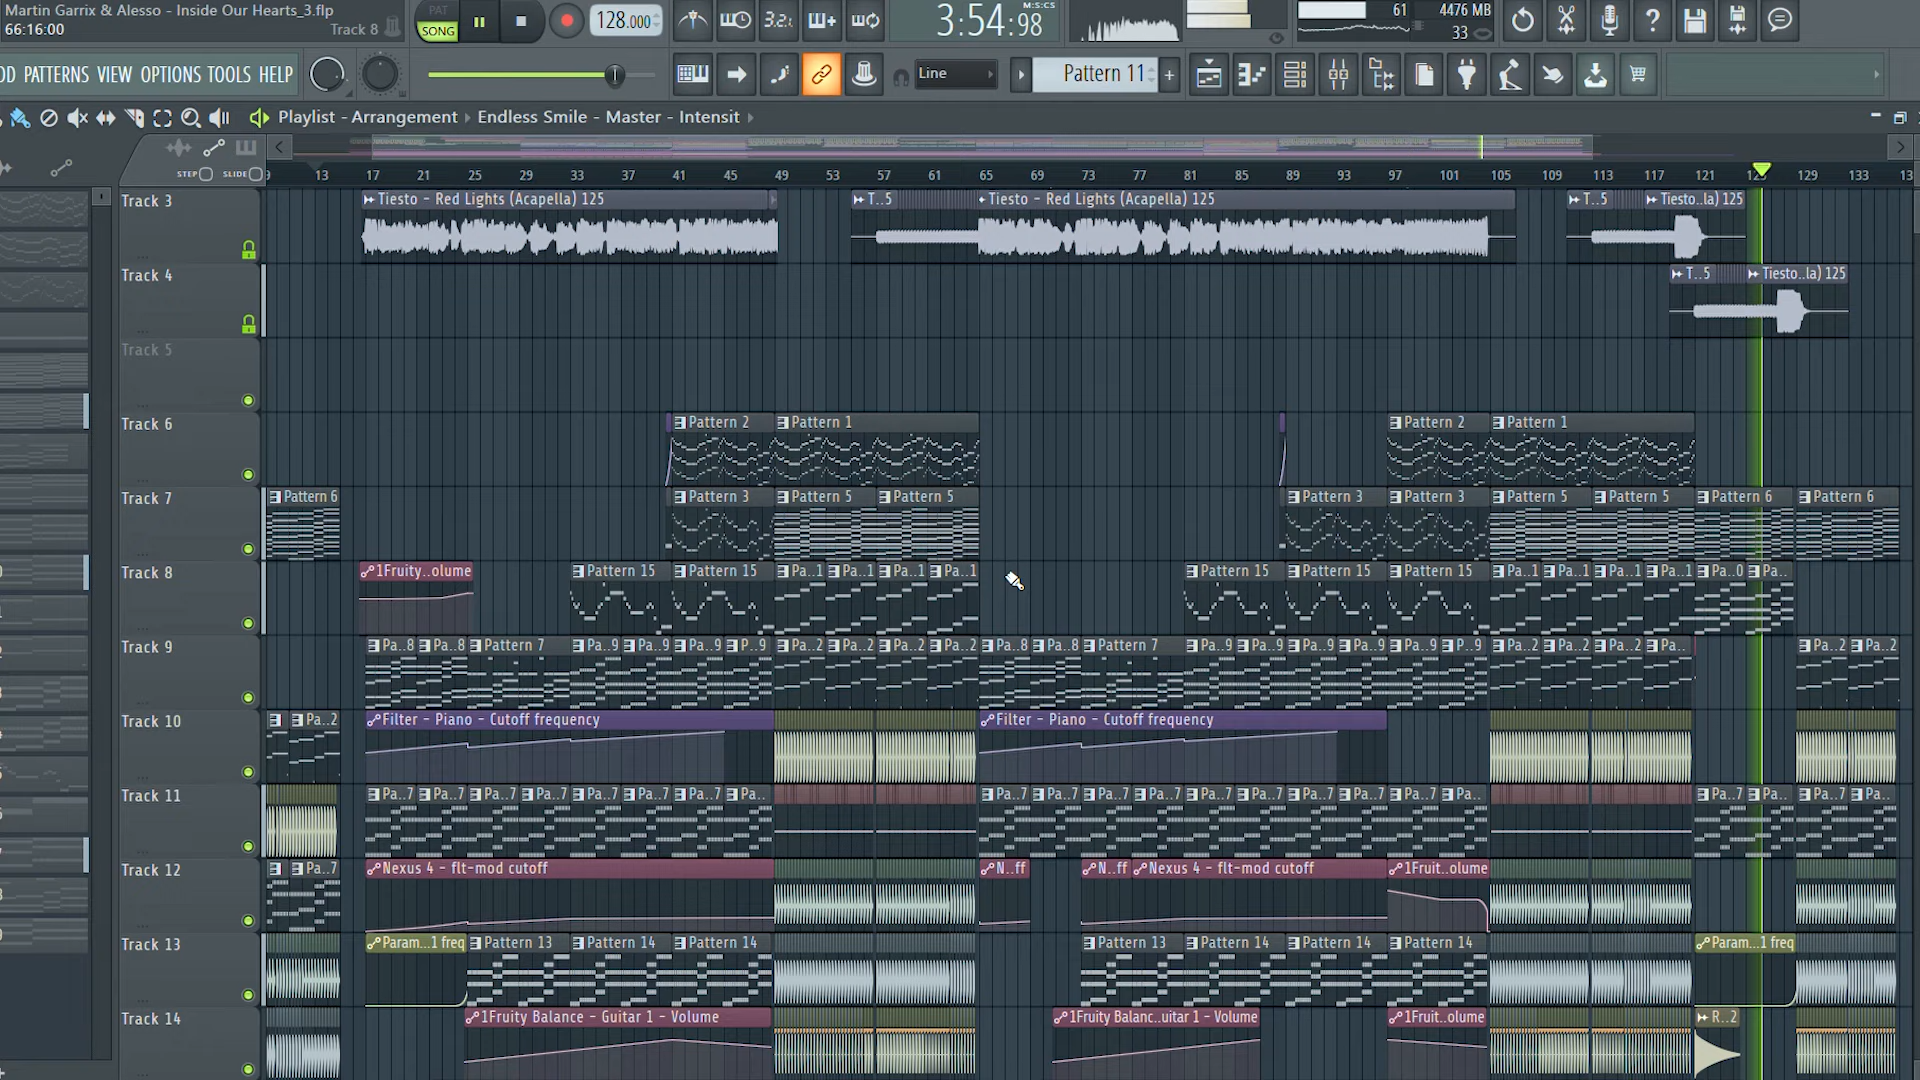 Martin Garrix & Alesso - Inside Our Hearts_3.flp
66:16:00
Track 8
PAT
SONG
128.000
3.2.
3:54:98
M:S:CS
61
4476 MB
33
DD PATTERNS VIEW OPTIONS TOOLS HELP
Line
Pattern 11
Playlist - Arrangement
Endless Smile - Master - Intensit
STEP
SLIDE
9 13 17 21 25 29 33 37 41 45 49 53 57 61 65 69 73 77 81 85 89 93 97 101 105 109 113 117 121 129 133 13
Track 3
Tiesto - Red Lights (Acapella) 125
T..5
Tiesto - Red Lights (Acapella) 125
T..5
Tiesto..la) 125
Track 4
T..5
Tiesto..la) 125
Track 5
Track 6
Pattern 2
Pattern 1
Pattern 2
Pattern 1
Track 7
Pattern 6
Pattern 3
Pattern 5
Pattern 5
Pattern 3
Pattern 3
Pattern 5
Pattern 5
Pattern 6
Pattern 6
Track 8
1Fruity..olume
Pattern 15
Pattern 15
Pa..1 Pa..1 Pa..1 Pa..1
Pattern 15
Pattern 15
Pattern 15
Pa..1 Pa..1 Pa..1 Pa..1 Pa..0 Pa..
Track 9
Pa..8 Pa..8 Pattern 7 Pa..9 Pa..9 Pa..9 P..9 Pa..2 Pa..2 Pa..2 Pa..2 Pa..8 Pa..8 Pattern 7 Pa..9 Pa..9 Pa..9 Pa..9 Pa..9 P..9 Pa..2 Pa..2 Pa..2 Pa.. Pa..2 Pa..2
Track 10
Pa..2
Filter - Piano - Cutoff frequency
Filter - Piano - Cutoff frequency
Track 11
Pa..7 Pa..7 Pa..7 Pa..7 Pa..7 Pa..7 Pa..7 Pa.. Pa..7 Pa..7 Pa..7 Pa..7 Pa..7 Pa..7 Pa..7 Pa..7 Pa..7 Pa.. Pa..7 Pa.. Pa..7 Pa..
Track 12
Pa..7
Nexus 4 - flt-mod cutoff
N..ff
N..ff
Nexus 4 - flt-mod cutoff
1Fruit..olume
Track 13
Param...1 freq
Pattern 13
Pattern 14
Pattern 14
Pattern 13
Pattern 14
Pattern 14
Pattern 14
Param...1 freq
Track 14
1Fruity Balance - Guitar 1 - Volume
1Fruity Balanc..uitar 1 - Volume
1Fruit..olume
R..2